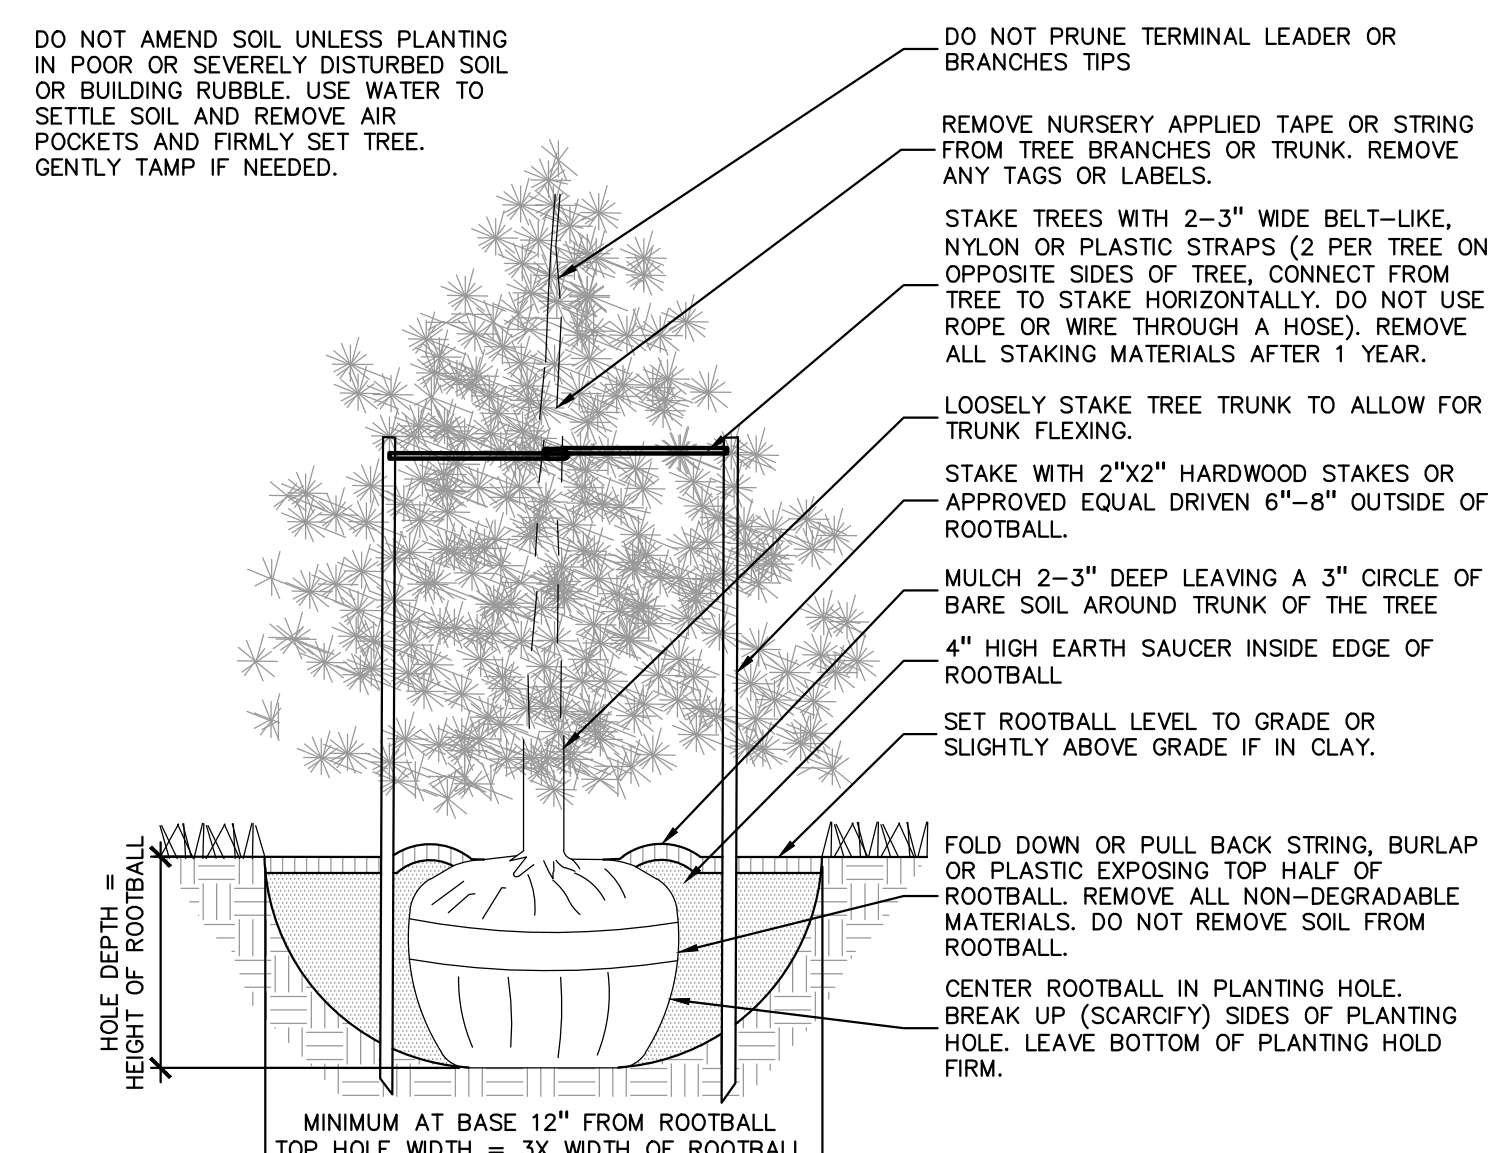 DO NOT AMEND SOIL UNLESS PLANTING
IN POOR OR SEVERELY DISTURBED SOIL
OR BUILDING RUBBLE. USE WATER TO
SETTLE SOIL AND REMOVE AIR
POCKETS AND FIRMLY SET TREE.
GENTLY TAMP IF NEEDED.
DO NOT PRUNE TERMINAL LEADER OR
BRANCHES TIPS
REMOVE NURSERY APPLIED TAPE OR STRING
FROM TREE BRANCHES OR TRUNK. REMOVE
ANY TAGS OR LABELS.
STAKE TREES WITH 2-3" WIDE BELT-LIKE,
NYLON OR PLASTIC STRAPS (2 PER TREE ON
OPPOSITE SIDES OF TREE, CONNECT FROM
TREE TO STAKE HORIZONTALLY. DO NOT USE
ROPE OR WIRE THROUGH A HOSE). REMOVE
ALL STAKING MATERIALS AFTER 1 YEAR.
LOOSELY STAKE TREE TRUNK TO ALLOW FOR
TRUNK FLEXING.
STAKE WITH 2"X2" HARDWOOD STAKES OR
APPROVED EQUAL DRIVEN 6"-8" OUTSIDE OF
ROOTBALL.
MULCH 2-3" DEEP LEAVING A 3" CIRCLE OF
BARE SOIL AROUND TRUNK OF THE TREE
4" HIGH EARTH SAUCER INSIDE EDGE OF
ROOTBALL
SET ROOTBALL LEVEL TO GRADE OR
SLIGHTLY ABOVE GRADE IF IN CLAY.
FOLD DOWN OR PULL BACK STRING, BURLAP
OR PLASTIC EXPOSING TOP HALF OF
ROOTBALL. REMOVE ALL NON-DEGRADABLE
MATERIALS. DO NOT REMOVE SOIL FROM
ROOTBALL.
CENTER ROOTBALL IN PLANTING HOLE.
BREAK UP (SCARCIFY) SIDES OF PLANTING
HOLE. LEAVE BOTTOM OF PLANTING HOLD
FIRM.
HOLE DEPTH =
HEIGHT OF ROOTBALL
MINIMUM AT BASE 12" FROM ROOTBALL
TOP HOLE WIDTH = 3X WIDTH OF ROOTBALL